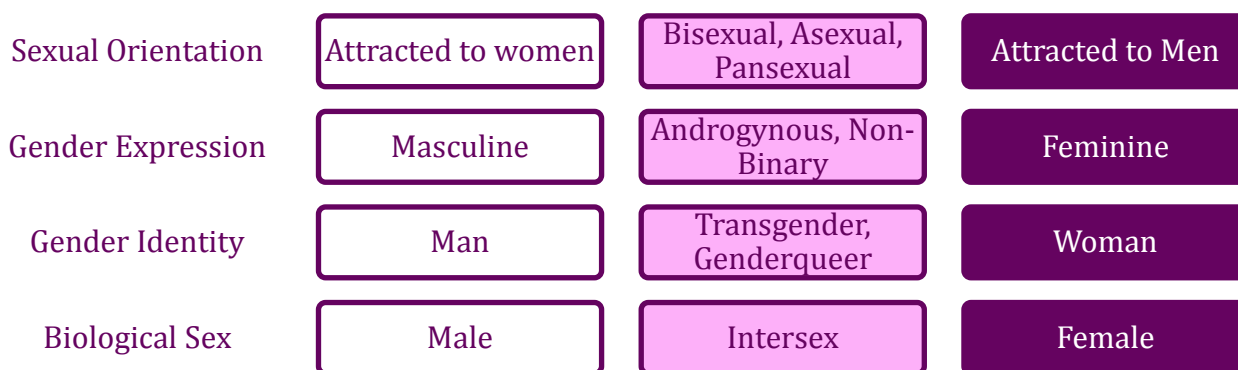 Sexual Orientation
Attracted to women
Bisexual, Asexual,
Pansexual
Attracted to Men
Gender Expression
Masculine
Androgynous, Non-
Binary
Feminine
Gender Identity
Man
Transgender,
Genderqueer
Woman
Biological Sex
Male
Intersex
Female